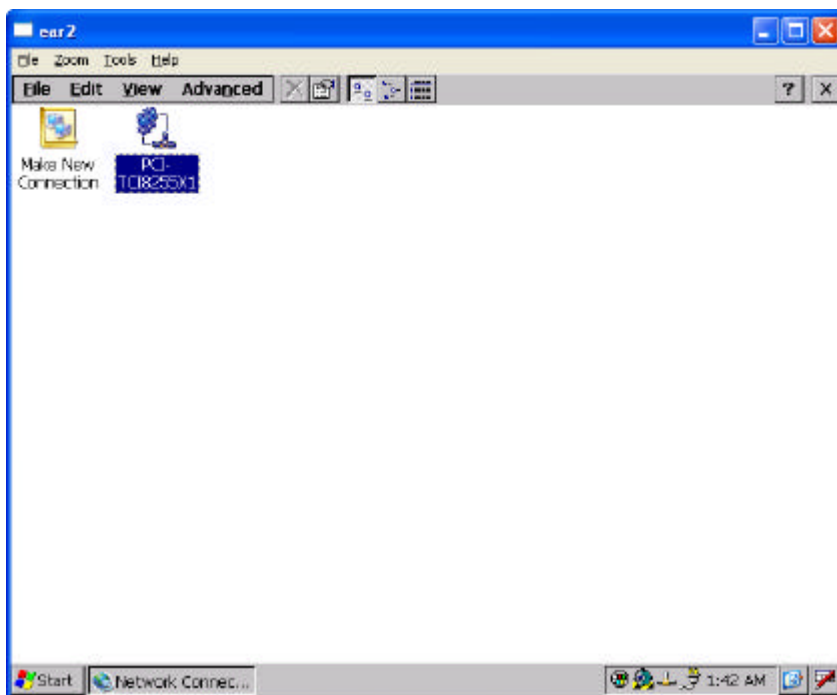 ear2
File Zoom Tools Help
File Edit View Advanced ? X
Make New Connection
PCI-TCI8255X1
Start Network Connec... 1:42 AM